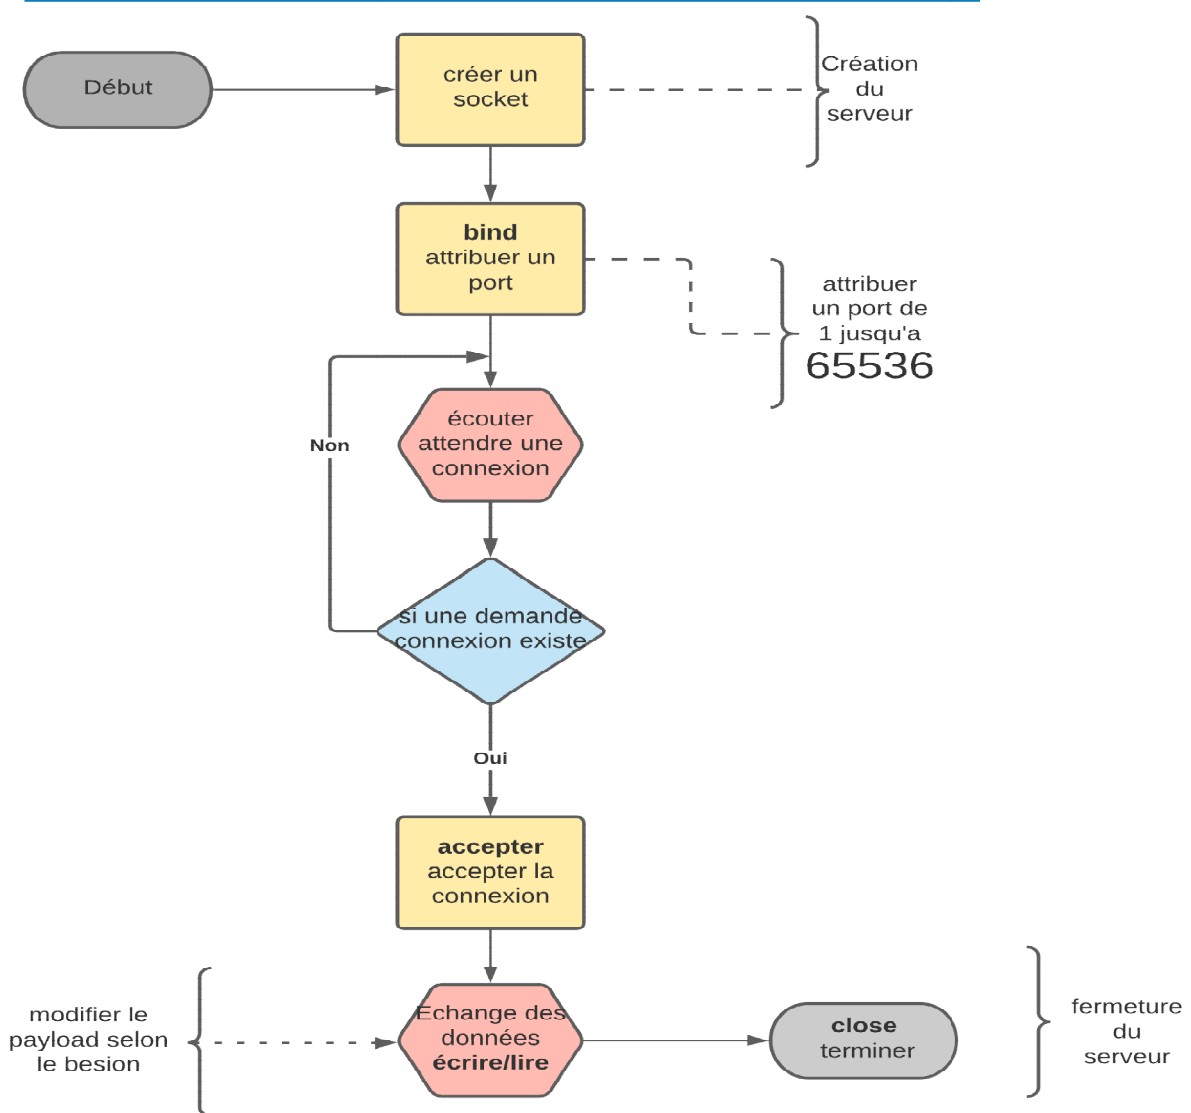 Début
créer un
socket
Création
du
serveur
bind
attribuer un
port
attribuer
un port de
1 jusqu'a
65536
écouter
attendre une
connexion
Non
si une demande
connexion existe
Oui
accepter
accepter la
connexion
modifier le
payload selon
le besion
Echange des
données
écrire/lire
close
terminer
fermeture
du
serveur